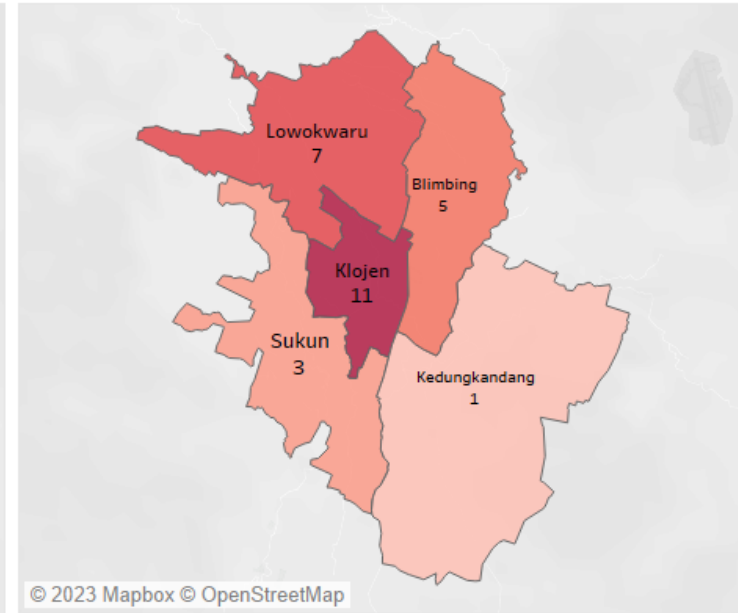 Lowokwaru
7
Blimbing
5
Klojen
11
Sukun
3
Kedungkandang
1
© 2023 Mapbox © OpenStreetMap